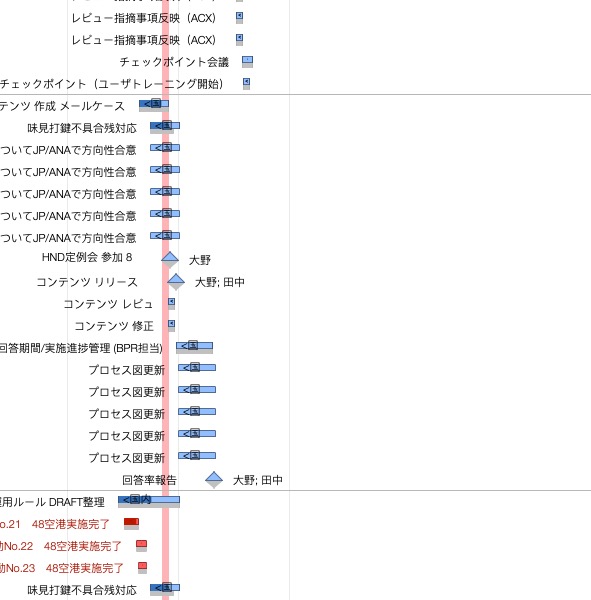 レビュー指摘事項反映（ACX）
レビュー指摘事項反映（ACX）
チェックポイント会議
チェックポイント（ユーザトレーニング開始）
テンツ 作成 メールケース
味見打鍵不具合残対応
ついてJP/ANAで方向性合意
ついてJP/ANAで方向性合意
ついてJP/ANAで方向性合意
ついてJP/ANAで方向性合意
ついてJP/ANAで方向性合意
HND定例会 参加 8 大野
コンテンツ リリース 大野; 田中
コンテンツ レビュ
コンテンツ 修正
回答期間/実施進捗管理 (BPR担当)
プロセス図更新
プロセス図更新
プロセス図更新
プロセス図更新
プロセス図更新
回答率報告 大野; 田中
用ルール DRAFT整理 <国内
o.21 48空港実施完了
No.22 48空港実施完了
No.23 48空港実施完了
味見打鍵不具合残対応